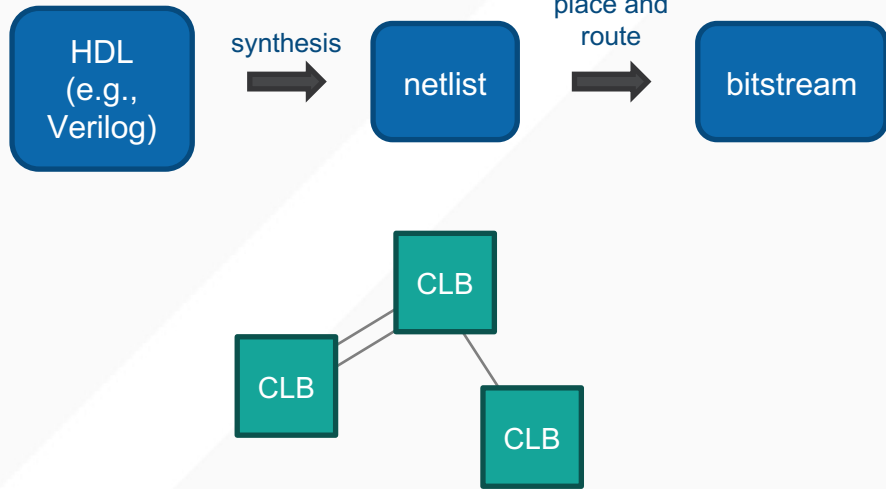 HDL
(e.g.,
Verilog)
synthesis
netlist
place and
route
bitstream
CLB
CLB
CLB